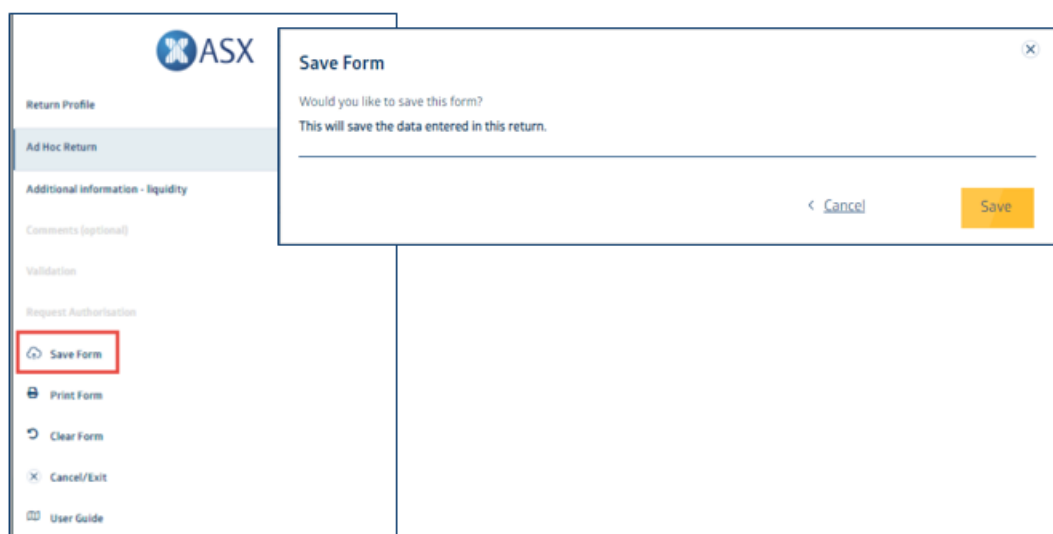 ASX
Return Profile
Ad Hoc Return
Additional information - liquidity
Comments (optional)
Validation
Request Authorisation
Save Form
Print Form
Clear Form
Cancel/Exit
User Guide
Save Form
Would you like to save this form?
This will save the data entered in this return.
< Cancel
Save